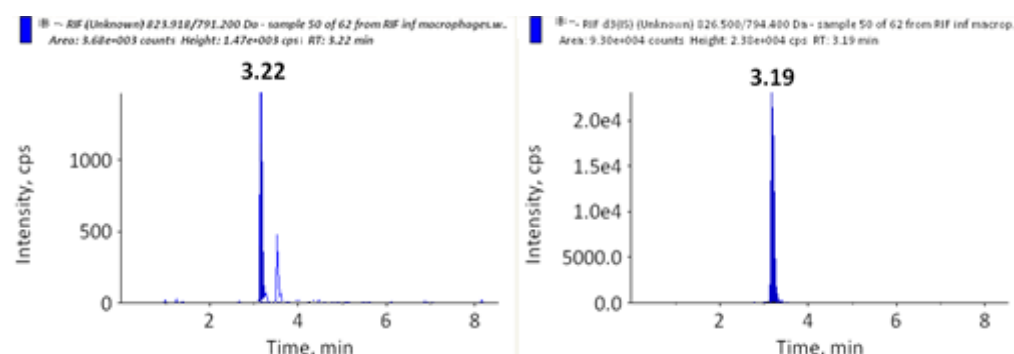 RIF (Unknown) 823.918/791.200 Da - sample 50 of 62 from RIF inf macrophages.w..
Area: 3.68e+003 counts Height: 1.47e+003 cps RT: 3.22 min
3.22
Intensity, cps
1000
500
0
2 4 6 8
Time, min
RIF d3(IS) (Unknown) 826.500/794.400 Da - sample 50 of 62 from RIF inf macrop
Area: 9.30e+004 counts Height: 2.38e+004 cps RT: 3.19 min
3.19
Intensity, cps
2.0e4
1.5e4
1.0e4
5000.0
0.0
2 4 6 8
Time, min